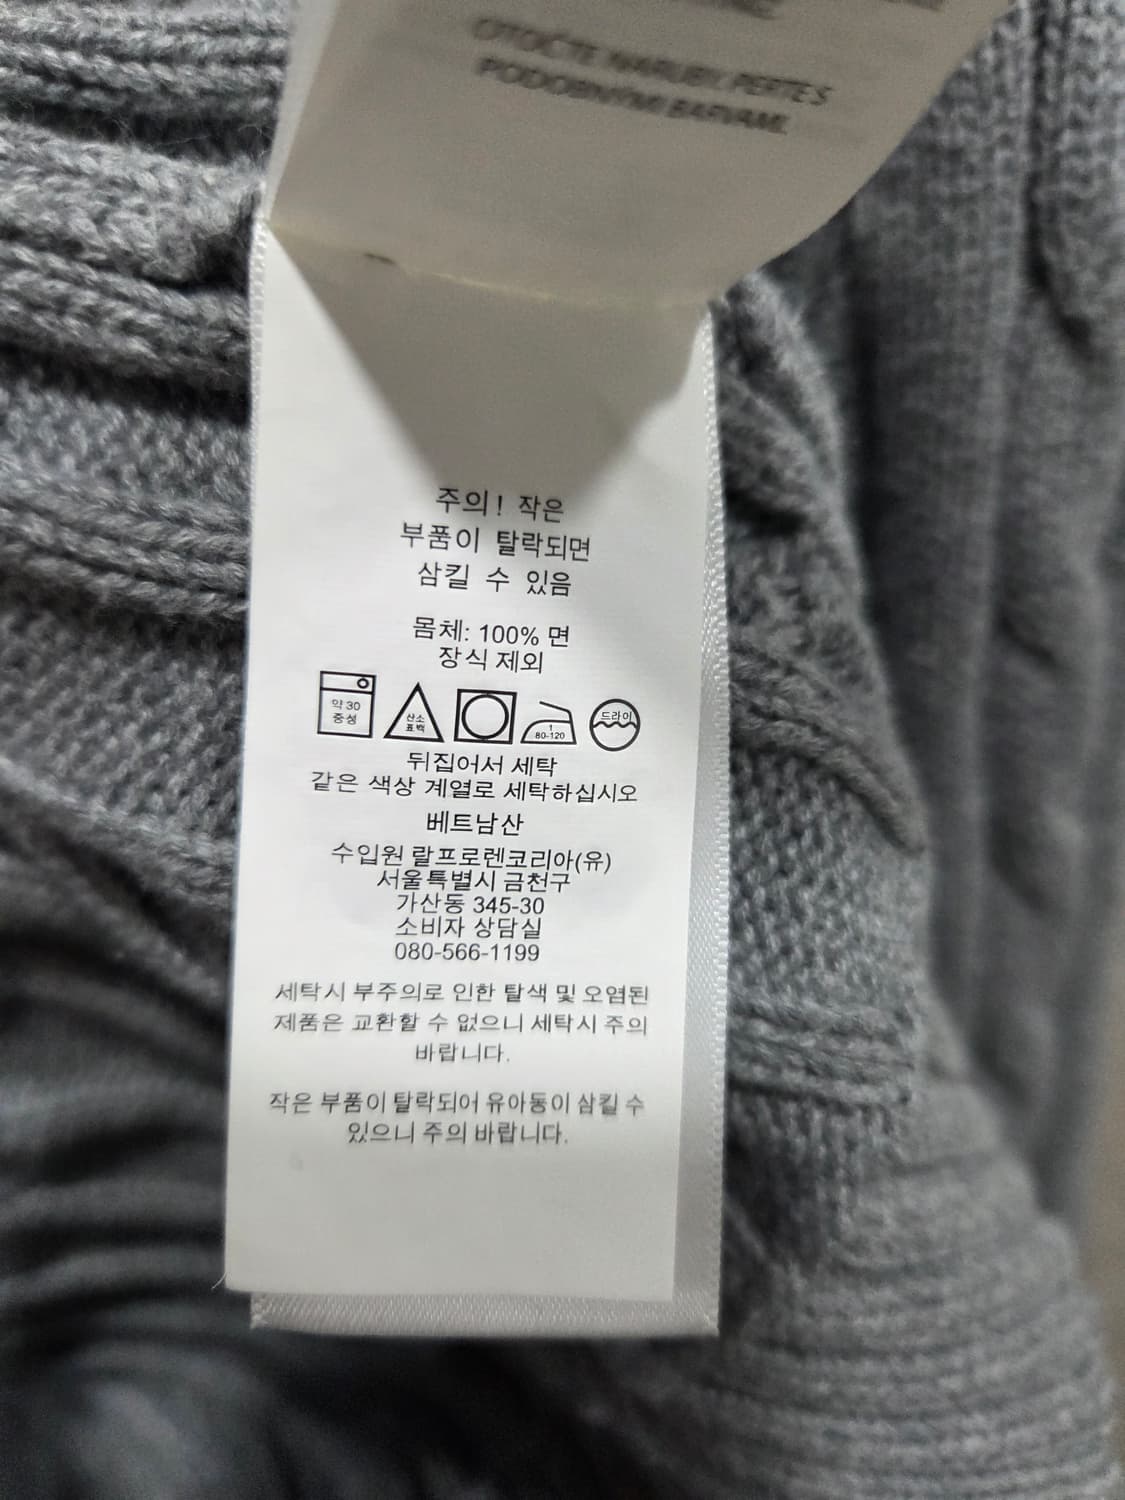 OTOČTE NARUBY, PERTE S
PODOBNÝMI BARVAMI.
주의! 작은
부품이 탈락되면
삼킬 수 있음
몸체: 100% 면
장식 제외
약 30
중성
산소
표백
1
80-120
드라이
뒤집어서 세탁
같은 색상 계열로 세탁하십시오
베트남산
수입원 랄프로렌코리아(유)
서울특별시 금천구
가산동 345-30
소비자 상담실
080-566-1199
세탁시 부주의로 인한 탈색 및 오염된
제품은 교환할 수 없으니 세탁시 주의
바랍니다.
작은 부품이 탈락되어 유아동이 삼킬 수
있으니 주의 바랍니다.